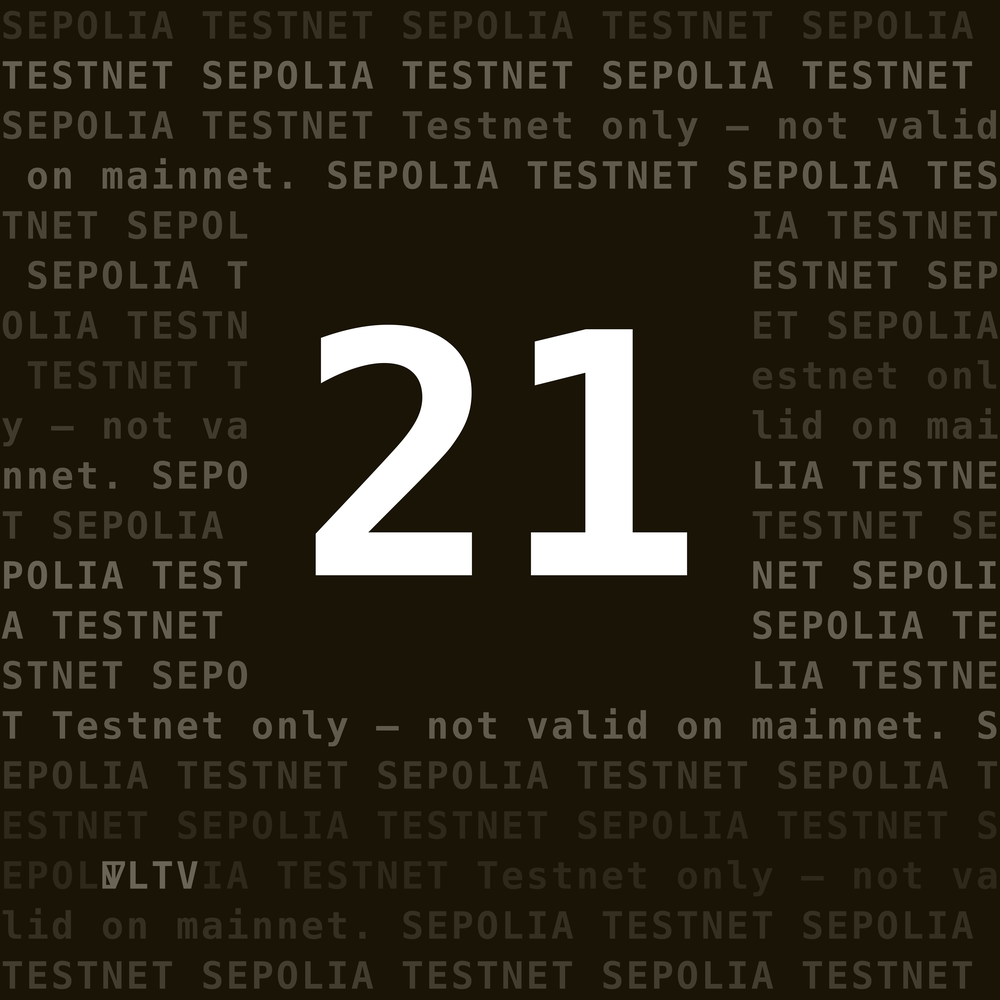 SEPOLIA TESTNET SEPOLIA TESTNET SEPOLIA
TESTNET SEPOLIA TESTNET SEPOLIA TESTNET
SEPOLIA TESTNET Testnet only — not valid
on mainnet. SEPOLIA TESTNET SEPOLIA TES
TNET SEPOL IA TESTNET
SEPOLIA T ESTNET SEP
OLIA TESTN ET SEPOLIA
TESTNET T estnet onl
y — not va lid on mai
nnet. SEPO LIA TESTNE
T SEPOLIA TESTNET SE
POLIA TEST NET SEPOLI
A TESTNET SEPOLIA TE
STNET SEPO LIA TESTNE
21
T Testnet only — not valid on mainnet. S
EPOLIA TESTNET SEPOLIA TESTNET SEPOLIA T
ESTNET SEPOLIA TESTNET SEPOLIA TESTNET S
EPOL VLTV IA TESTNET Testnet only — not va
lid on mainnet. SEPOLIA TESTNET SEPOLIA
TESTNET SEPOLIA TESTNET SEPOLIA TESTNET